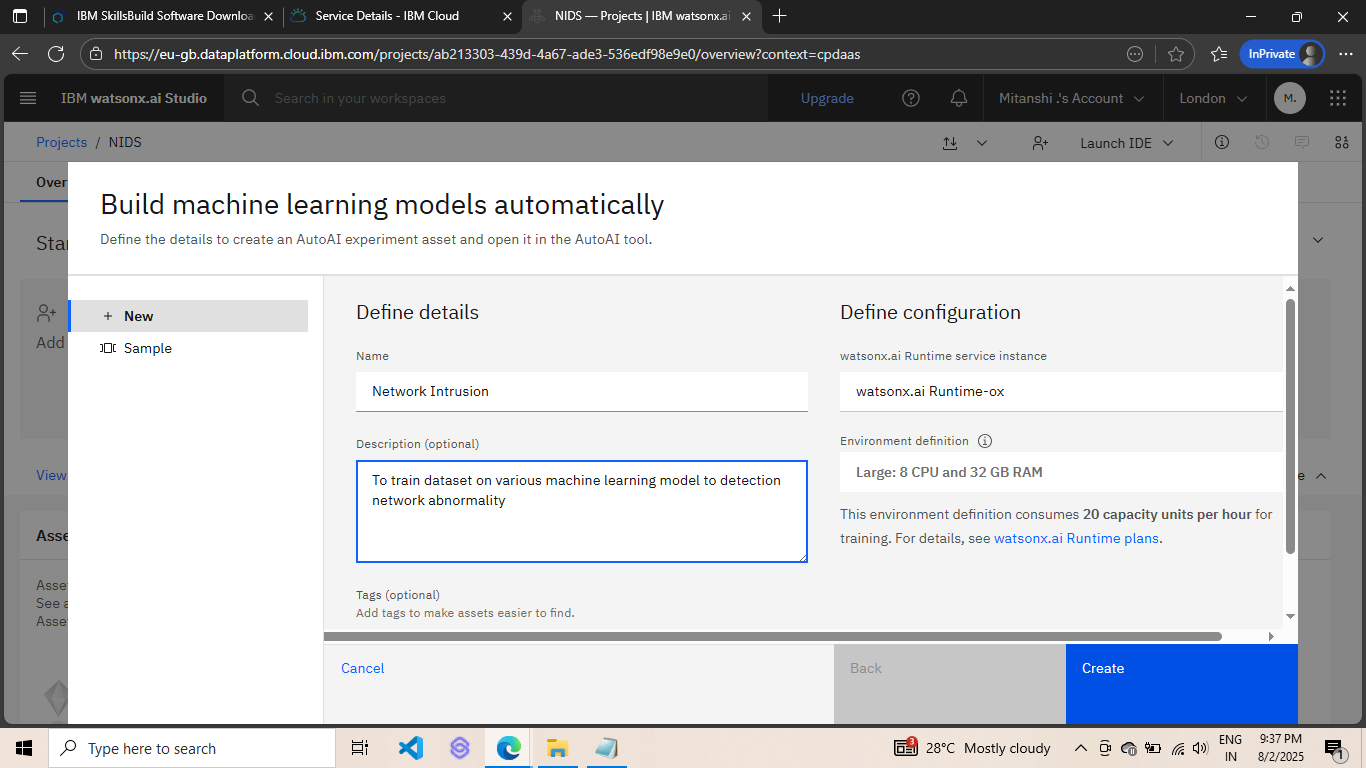 IBM SkillsBuild Software Downloa
Service Details - IBM Cloud
NIDS — Projects | IBM watsonx.ai
https://eu-gb.dataplatform.cloud.ibm.com/projects/ab213303-439d-4a67-ade3-536edf98e9e0/overview?context=cpdaas
InPrivate
IBM watsonx.ai Studio
Search in your workspaces
Upgrade
Mitanshi .'s Account
London
M.
Projects / NIDS
Launch IDE
Over
Star
Add
View
e
Asse
Asse
See a
Asse
Build machine learning models automatically
Define the details to create an AutoAI experiment asset and open it in the AutoAI tool.
+ New
Sample
Define details
Name
Network Intrusion
Description (optional)
To train dataset on various machine learning model to detection
network abnormality
Tags (optional)
Add tags to make assets easier to find.
Define configuration
watsonx.ai Runtime service instance
watsonx.ai Runtime-ox
Environment definition
Large: 8 CPU and 32 GB RAM
This environment definition consumes 20 capacity units per hour for
training. For details, see watsonx.ai Runtime plans.
Cancel
Back
Create
Type here to search
3
28°C Mostly cloudy
ENG
IN
9:37 PM
8/2/2025
1